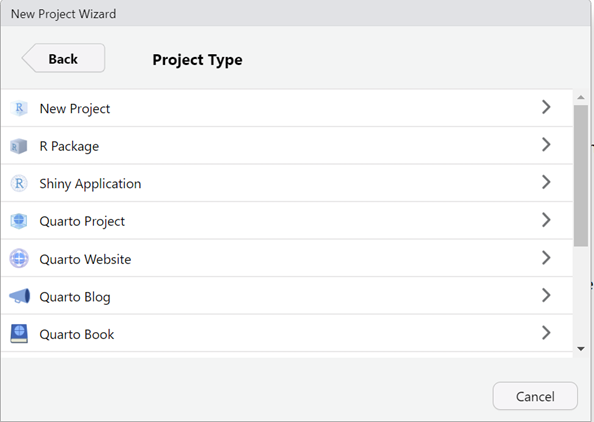 New Project Wizard
Back
Project Type
New Project
R Package
Shiny Application
Quarto Project
Quarto Website
Quarto Blog
Quarto Book
Cancel